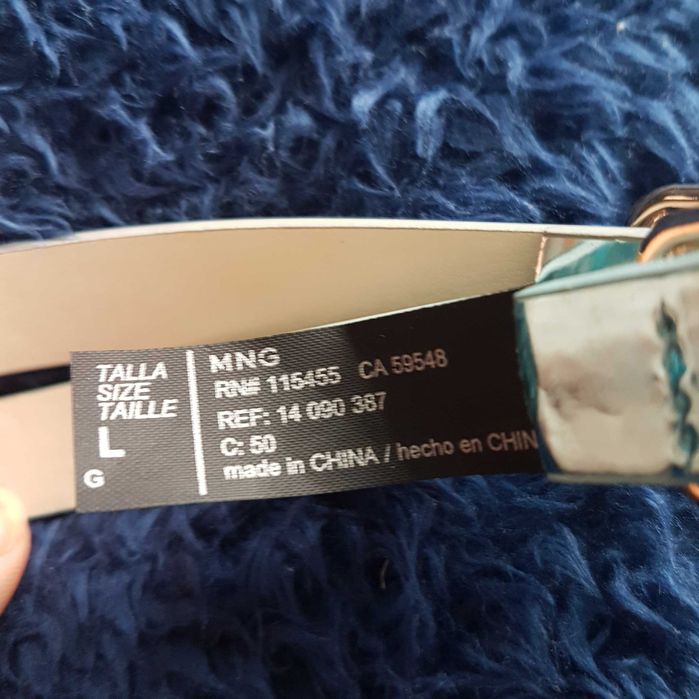 TALLA
SIZE
TAILLE
L
G
MNG
RN# 115455 CA 59548
REF: 14 090 387
C: 50
made in CHINA / hecho en CHIN